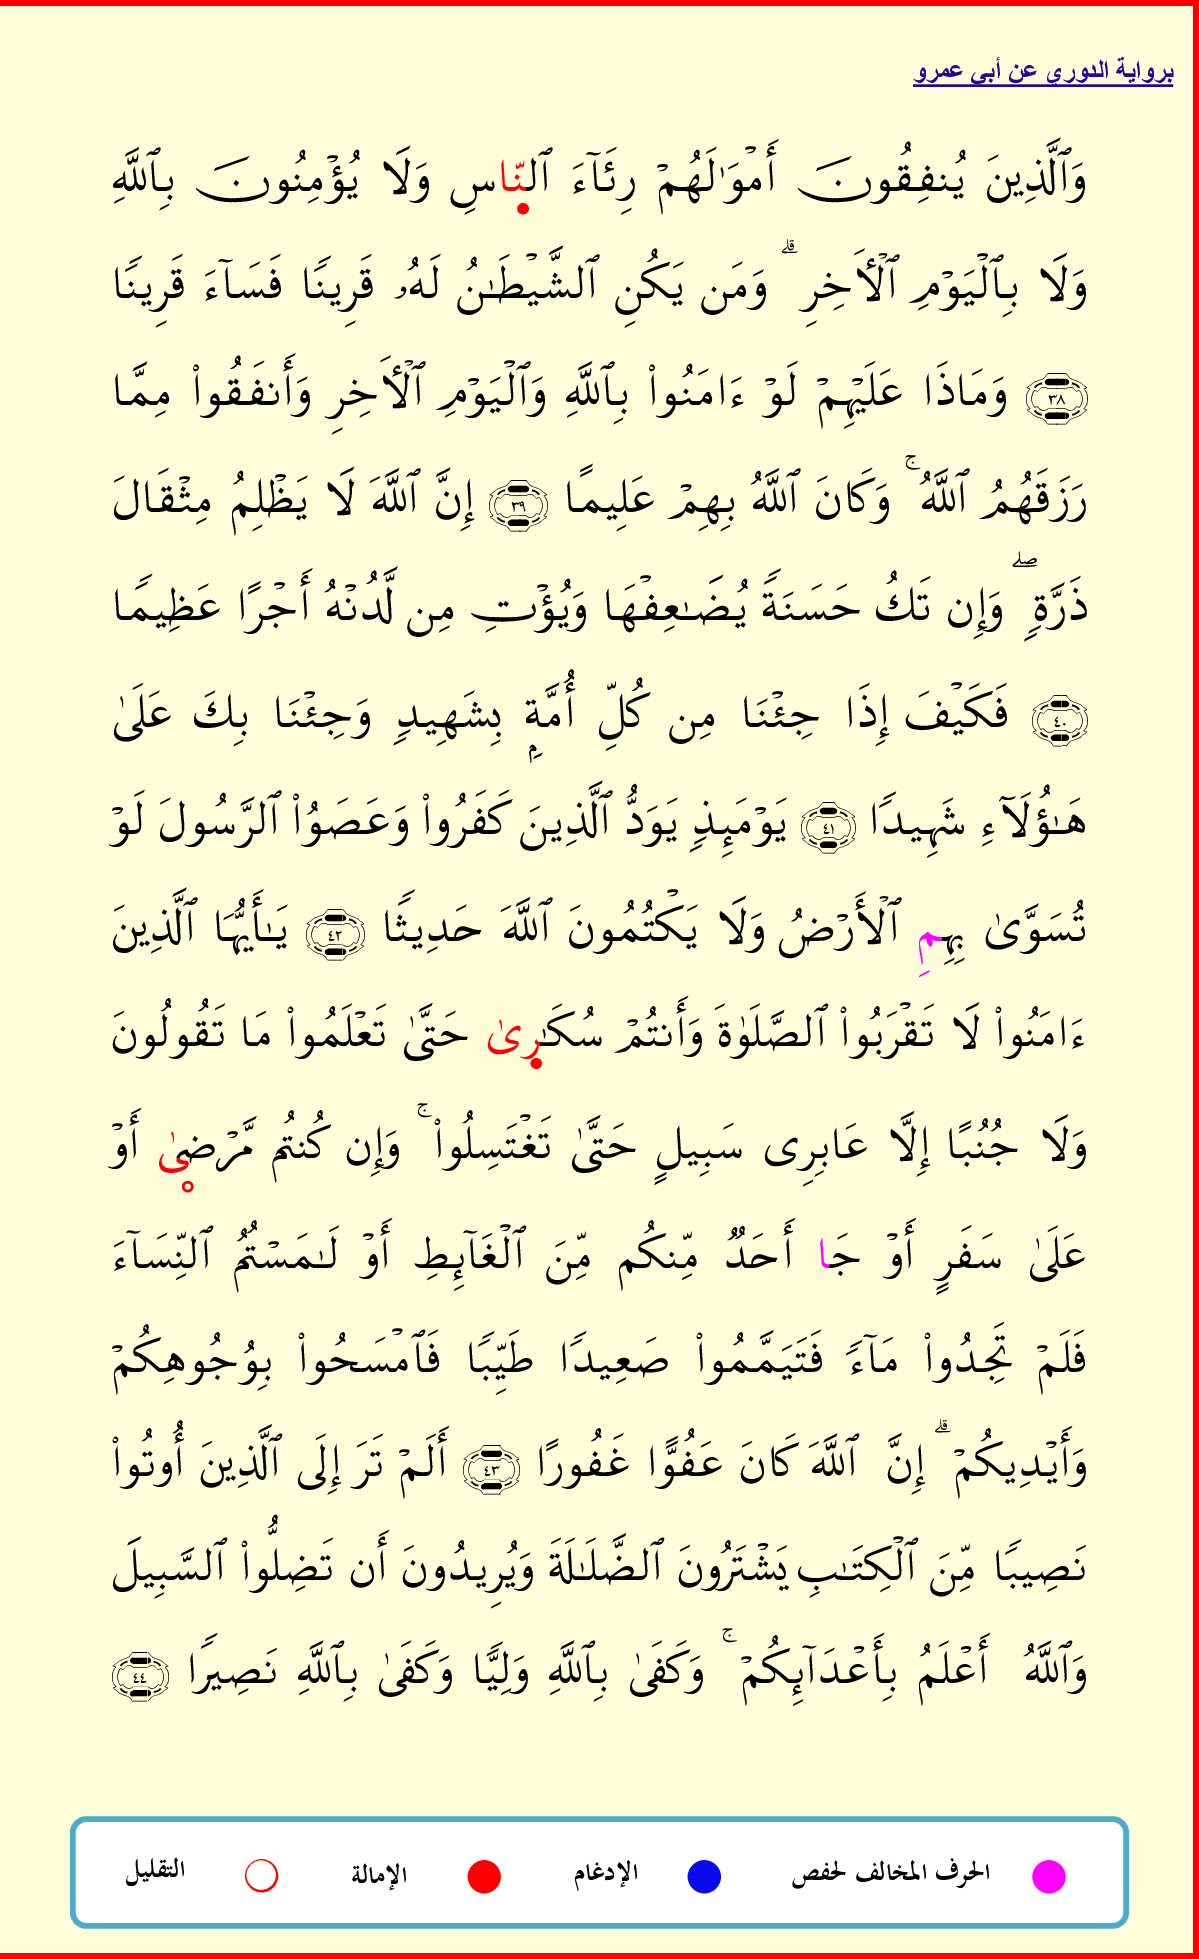 برواية الدوري عن أبي عمرو
وَٱلَّذِينَ يُنفِقُونَ أَمۡوَٰلَهُمۡ رِئَآءَ ٱلنَّاسِ وَلَا يُؤۡمِنُونَ بِٱللَّهِ
وَلَا بِٱلۡيَوۡمِ ٱلۡأٓخِرِۗ وَمَن يَكُنِ ٱلشَّيۡطَٰنُ لَهُۥ قَرِينٗا فَسَآءَ قَرِينٗا
٣٨ وَمَاذَا عَلَيۡهِمۡ لَوۡ ءَامَنُواْ بِٱللَّهِ وَٱلۡيَوۡمِ ٱلۡأٓخِرِ وَأَنفَقُواْ مِمَّا
رَزَقَهُمُ ٱللَّهُۚ وَكَانَ ٱللَّهُ بِهِمۡ عَلِيمًا ٣٩ إِنَّ ٱللَّهَ لَا يَظۡلِمُ مِثۡقَالَ
ذَرَّةٖۖ وَإِن تَكُ حَسَنَةٗ يُضَٰعِفۡهَا وَيُؤۡتِ مِن لَّدُنۡهُ أَجۡرًا عَظِيمٗا
٤٠ فَكَيۡفَ إِذَا جِئۡنَا مِن كُلِّ أُمَّةِۭ بِشَهِيدٖ وَجِئۡنَا بِكَ عَلَىٰ
هَٰٓؤُلَآءِ شَهِيدٗا ٤١ يَوۡمَئِذٖ يَوَدُّ ٱلَّذِينَ كَفَرُواْ وَعَصَوُاْ ٱلرَّسُولَ لَوۡ
تُسَوَّىٰ بِهِمِ ٱلۡأَرۡضُ وَلَا يَكۡتُمُونَ ٱللَّهَ حَدِيثٗا ٤٢ يَٰٓأَيُّهَا ٱلَّذِينَ
ءَامَنُواْ لَا تَقۡرَبُواْ ٱلصَّلَوٰةَ وَأَنتُمۡ سُكَٰرِىٰ حَتَّىٰ تَعۡلَمُواْ مَا تَقُولُونَ
وَلَا جُنُبًا إِلَّا عَابِرِى سَبِيلٍ حَتَّىٰ تَغۡتَسِلُواْۚ وَإِن كُنتُم مَّرۡضِىٰ أَوۡ
عَلَىٰ سَفَرٍ أَوۡ جَا أَحَدٞ مِّنكُم مِّنَ ٱلۡغَآئِطِ أَوۡ لَٰمَسۡتُمُ ٱلنِّسَآءَ
فَلَمۡ تَجِدُواْ مَآءٗ فَتَيَمَّمُواْ صَعِيدٗا طَيِّبٗا فَٱمۡسَحُواْ بِوُجُوهِكُمۡ
وَأَيۡدِيكُمۡۗ إِنَّ ٱللَّهَ كَانَ عَفُوًّا غَفُورًا ٤٣ أَلَمۡ تَرَ إِلَى ٱلَّذِينَ أُوتُواْ
نَصِيبٗا مِّنَ ٱلۡكِتَٰبِ يَشۡتَرُونَ ٱلضَّلَٰلَةَ وَيُرِيدُونَ أَن تَضِلُّواْ ٱلسَّبِيلَ
وَٱللَّهُ أَعۡلَمُ بِأَعۡدَآئِكُمۡۚ وَكَفَىٰ بِٱللَّهِ وَلِيّٗا وَكَفَىٰ بِٱللَّهِ نَصِيرٗا ٤٤
الحرف المخالف لحفص الإدغام الإمالة التقليل